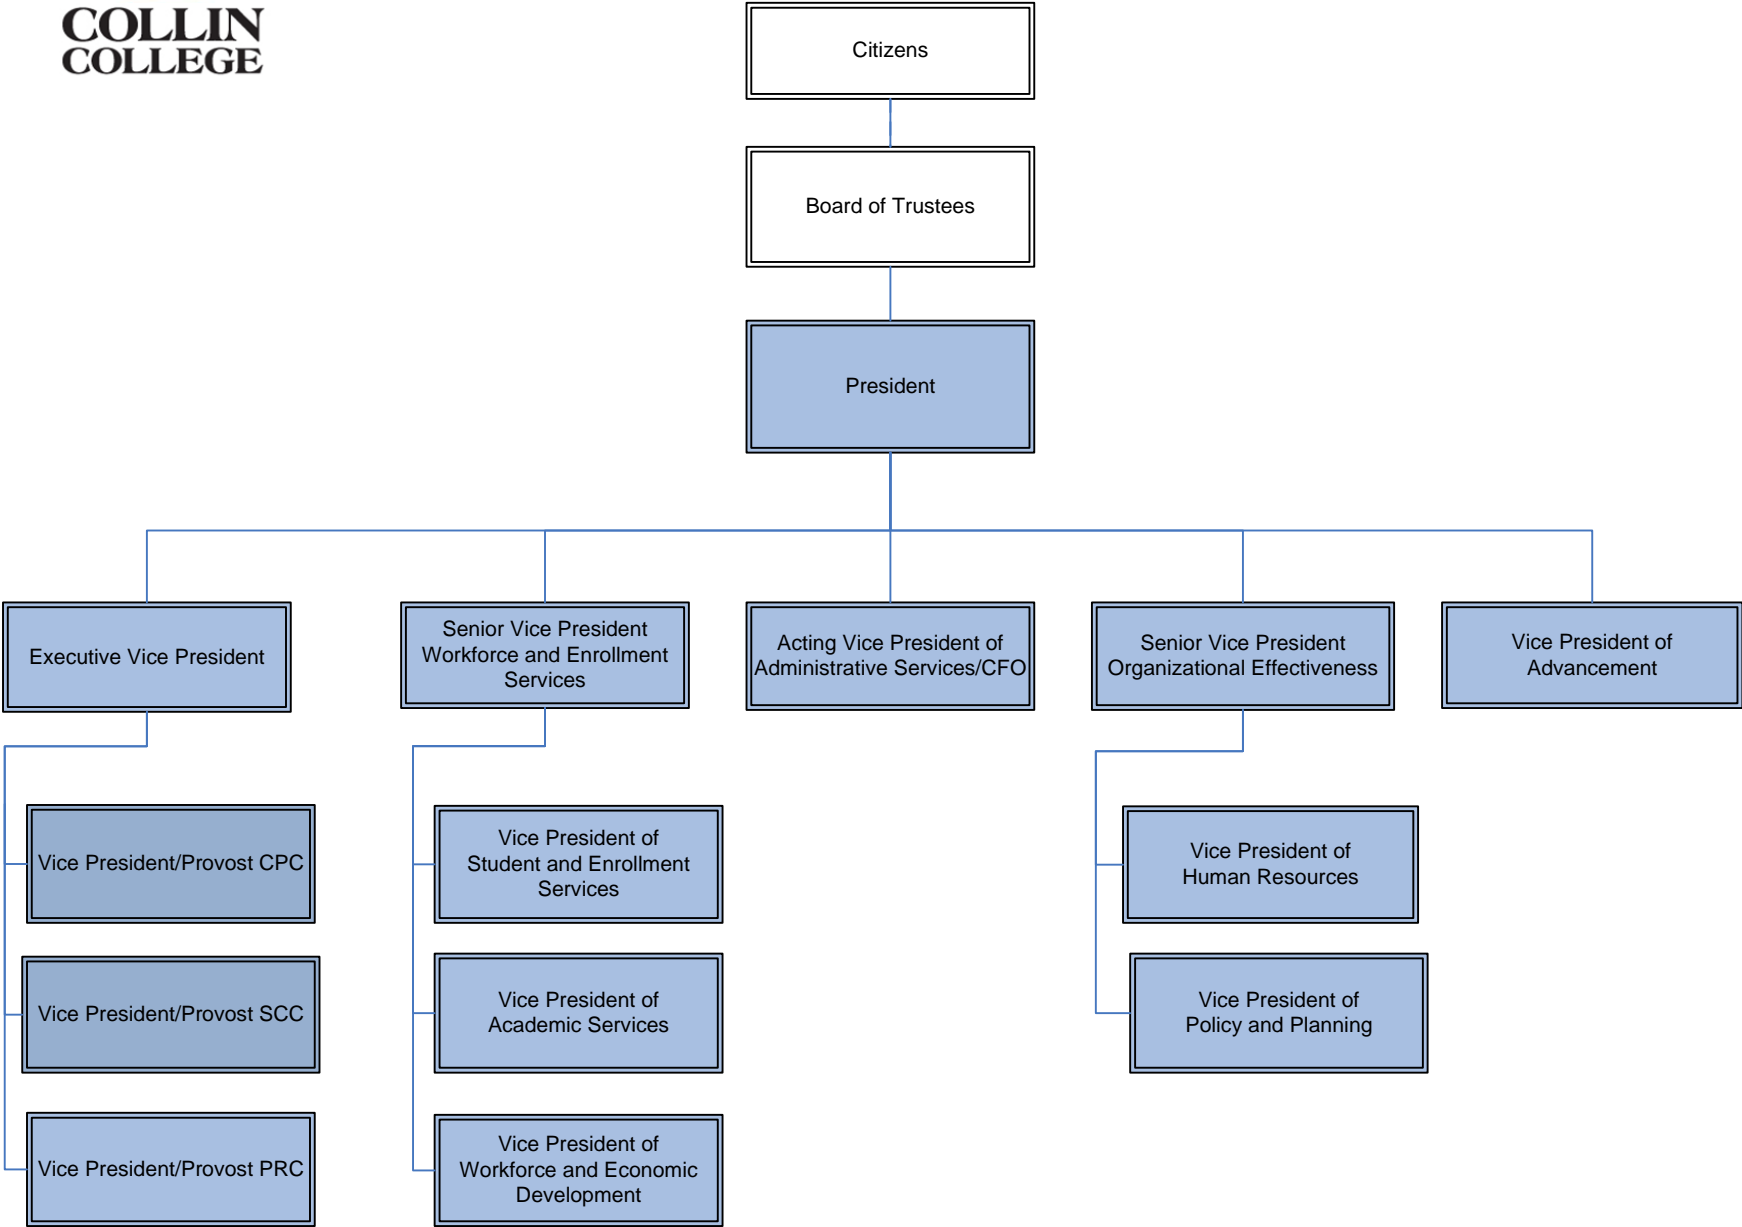 COLLIN
COLLEGE
Citizens
Board of Trustees
President
Executive Vice President
Senior Vice President
Workforce and Enrollment
Services
Acting Vice President of
Administrative Services/CFO
Senior Vice President
Organizational Effectiveness
Vice President of
Advancement
Vice President/Provost CPC
Vice President/Provost SCC
Vice President/Provost PRC
Vice President of
Student and Enrollment
Services
Vice President of
Academic Services
Vice President of
Workforce and Economic
Development
Vice President of
Human Resources
Vice President of
Policy and Planning